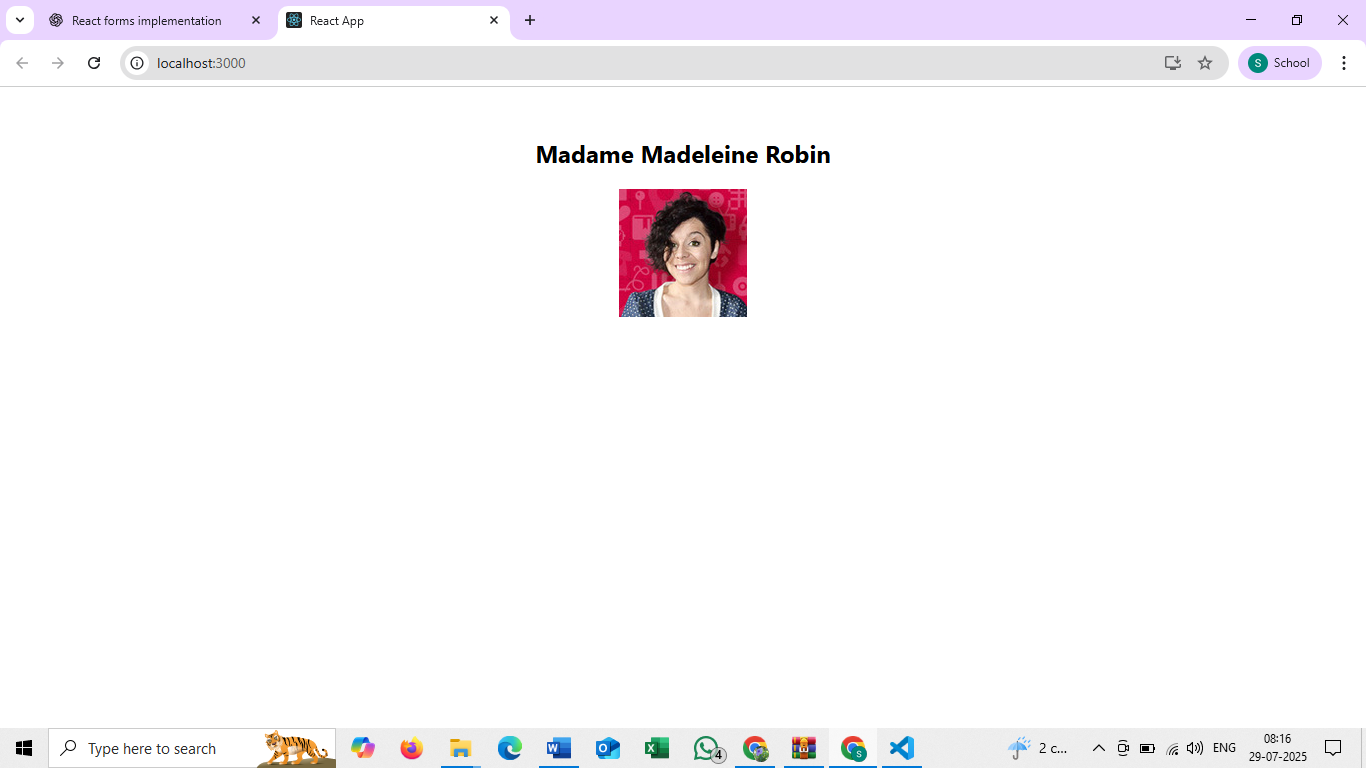 React forms implementation
React App
localhost:3000
S
School
Madame Madeleine Robin
Type here to search
4
S
2 c...
ENG
08:16
29-07-2025